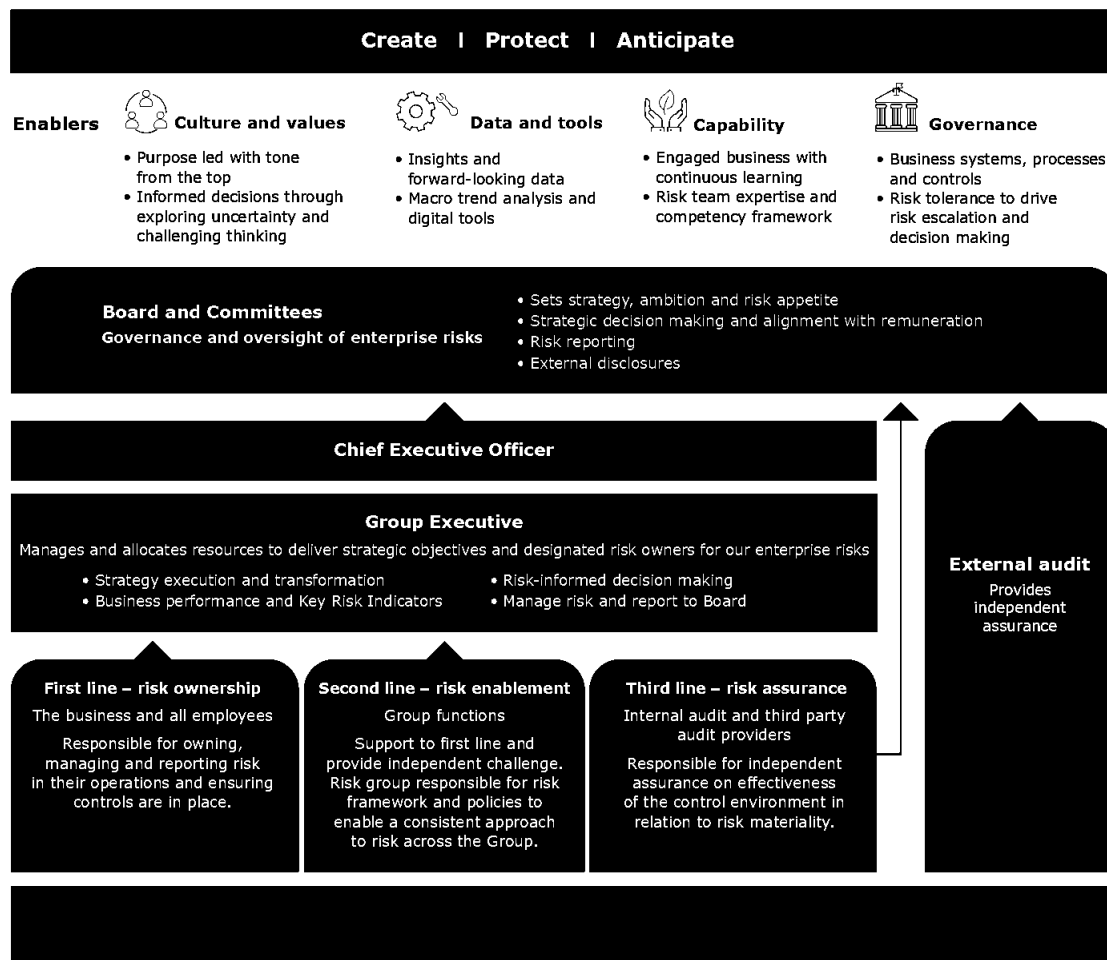 Create | Protect | Anticipate
Enablers
Culture and values
• Purpose led with tone
from the top
• Informed decisions through
exploring uncertainty and
challenging thinking
Data and tools
• Insights and
forward-looking data
• Macro trend analysis and
digital tools
Capability
• Engaged business with
continuous learning
• Risk team expertise and
competency framework
Governance
• Business systems, processes
and controls
• Risk tolerance to drive
risk escalation and
decision making
Board and Committees
Governance and oversight of enterprise risks
• Sets strategy, ambition and risk appetite
• Strategic decision making and alignment with remuneration
• Risk reporting
• External disclosures
Chief Executive Officer
Group Executive
Manages and allocates resources to deliver strategic objectives and designated risk owners for our enterprise risks
• Strategy execution and transformation
• Business performance and Key Risk Indicators
• Risk-informed decision making
• Manage risk and report to Board
First line – risk ownership
The business and all employees
Responsible for owning,
managing and reporting risk
in their operations and ensuring
controls are in place.
Second line – risk enablement
Group functions
Support to first line and
provide independent challenge.
Risk group responsible for risk
framework and policies to
enable a consistent approach
to risk across the Group.
Third line – risk assurance
Internal audit and third party
audit providers
Responsible for independent
assurance on effectiveness
of the control environment in
relation to risk materiality.
External audit
Provides
independent
assurance